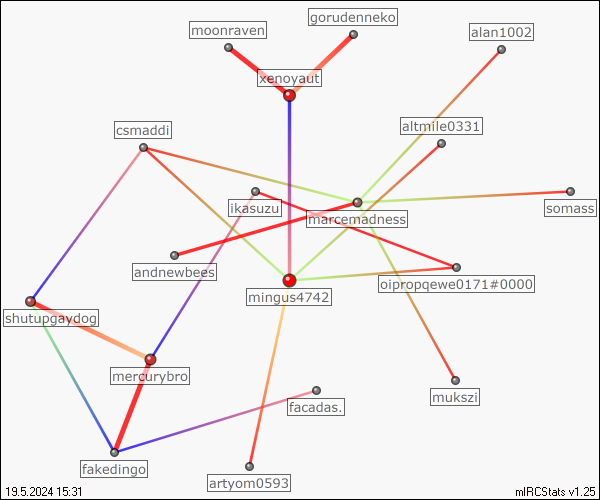 gorudenneko
moonraven
alan1002
xenoyaut
altmile0331
csmaddi
ikasuzu
somass
marcemadness
andnewbees
oipropqewe0171#0000
mingus4742
shutupgaydog
mercurybro
mukszi
facadas.
fakedingo
artyom0593
19.5.2024 15:31
mIRCStats v1.25